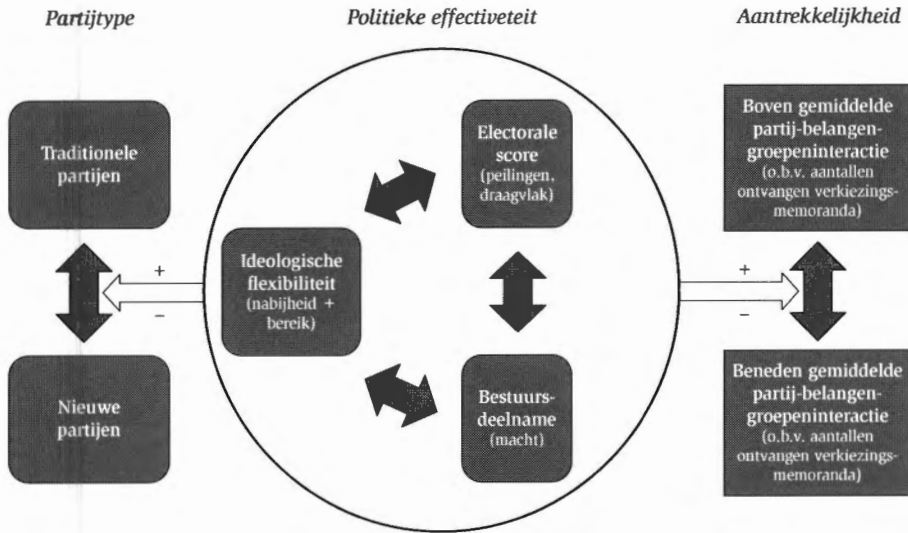 Partijtype
Politieke effectiveteit
Aantrekkelijkheid
Traditionele
partijen
+
−
Nieuwe
partijen
Ideologische
flexibiliteit
(nabijheid +
bereik)
Electorale
score
(peilingen,
draagvlak)
Bestuurs-
deelname
(macht)
+
−
Boven gemiddelde
partij-belangen-
groepeninteractie
(o.b.v. aantallen
ontvangen verkiezings-
memoranda)
Beneden gemiddelde
partij-belangen-
groepeninteractie
(o.b.v. aantallen
ontvangen verkiezings-
memoranda)